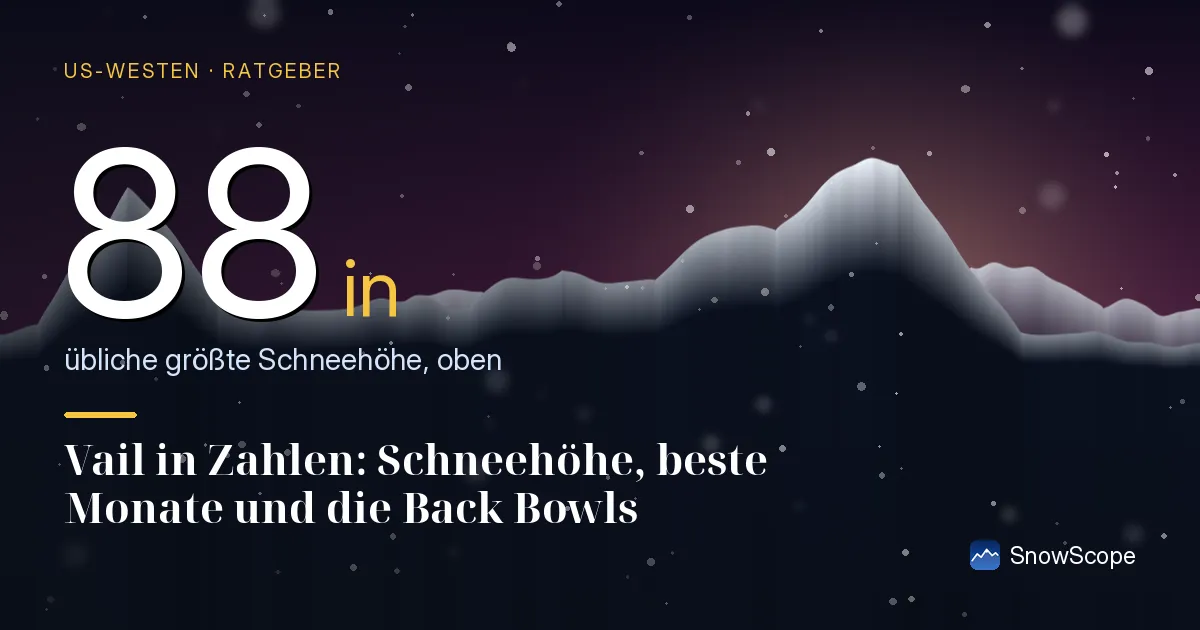 US-WESTEN · RATGEBER
88 in
übliche größte Schneehöhe, oben
Vail in Zahlen: Schneehöhe, beste
Monate und die Back Bowls
SnowScope